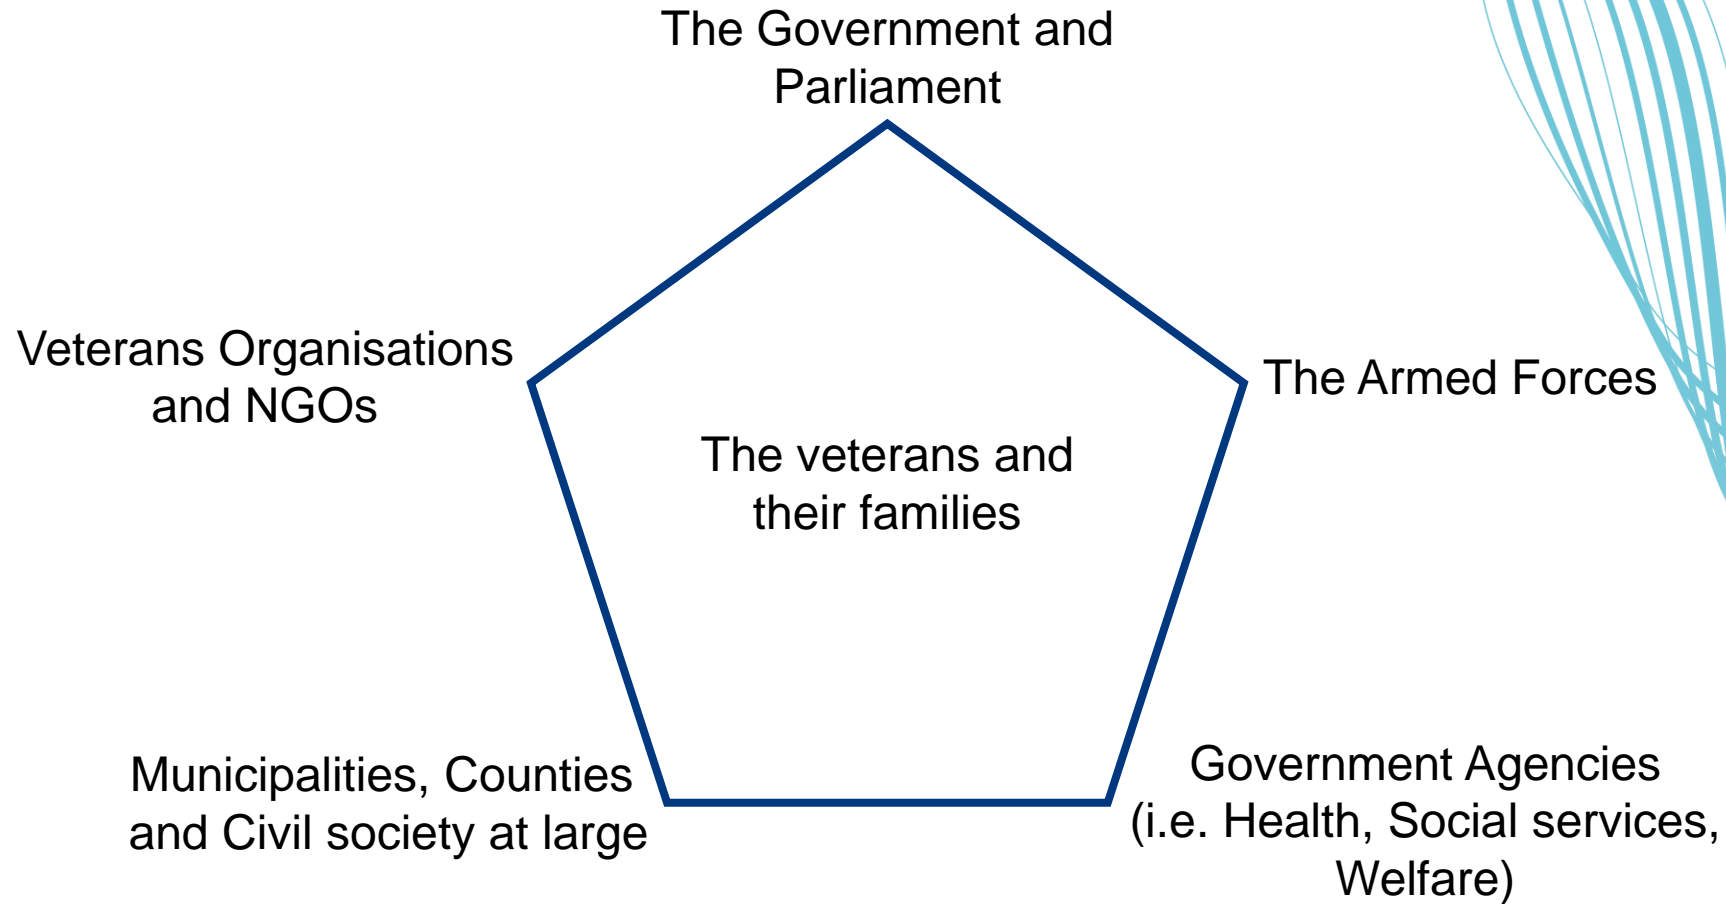 The Government and
Parliament
Veterans Organisations
and NGOs
The Armed Forces
The veterans and
their families
Municipalities, Counties
and Civil society at large
Government Agencies
(i.e. Health, Social services,
Welfare)